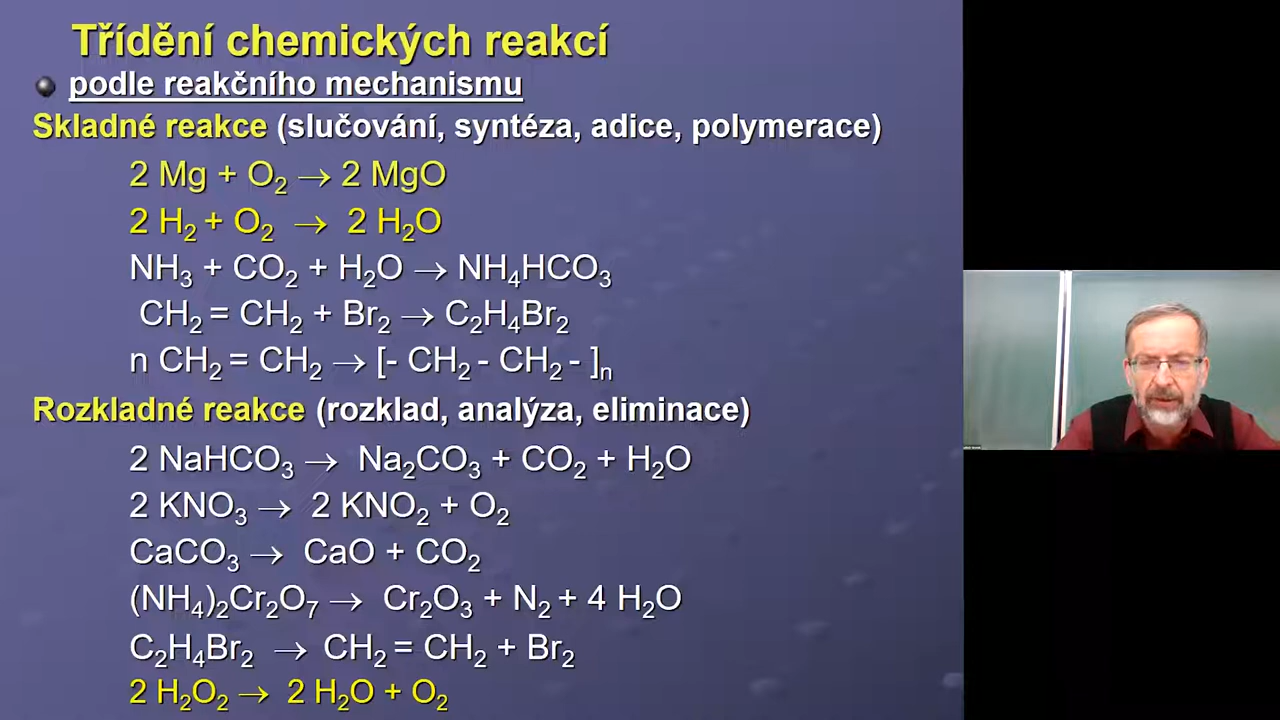 Třídění chemických reakcí
podle reakčního mechanismu
Skladné reakce (slučování, syntéza, adice, polymerace)
2 Mg + O₂ → 2 MgO
2 H₂ + O₂ → 2 H₂O
NH₃ + CO₂ + H₂O → NH₄HCO₃
CH₂ = CH₂ + Br₂ → C₂H₄Br₂
n CH₂ = CH₂ → [- CH₂ - CH₂ - ]ₙ
Rozkladné reakce (rozklad, analýza, eliminace)
2 NaHCO₃ → Na₂CO₃ + CO₂ + H₂O
2 KNO₃ → 2 KNO₂ + O₂
CaCO₃ → CaO + CO₂
(NH₄)₂Cr₂O₇ → Cr₂O₃ + N₂ + 4 H₂O
C₂H₄Br₂ → CH₂ = CH₂ + Br₂
2 H₂O₂ → 2 H₂O + O₂